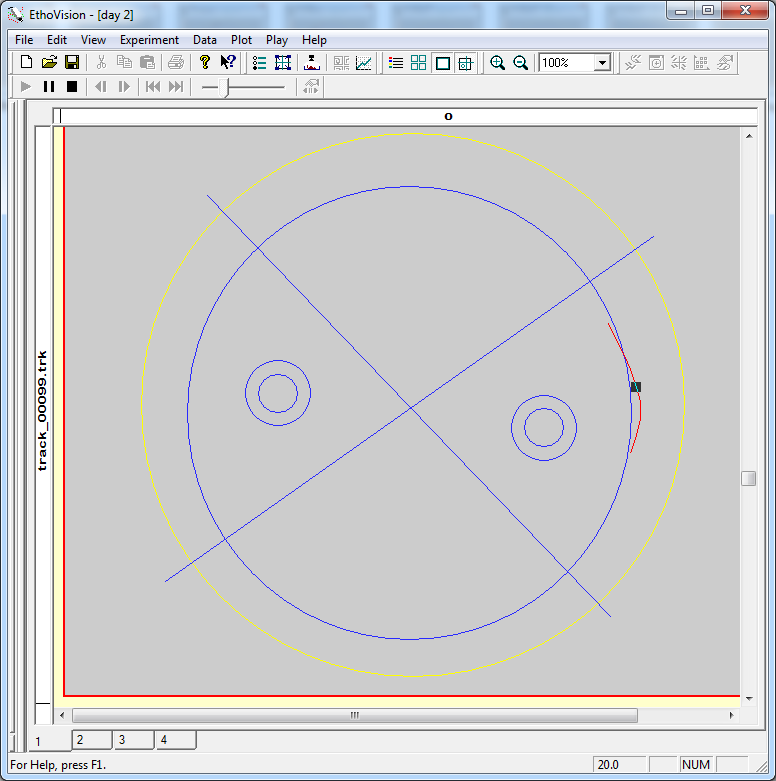 EthoVision - [day 2]
File Edit View Experiment Data Plot Play Help
100%
o
track_00099.trk
1 2 3 4
For Help, press F1. 20.0 NUM